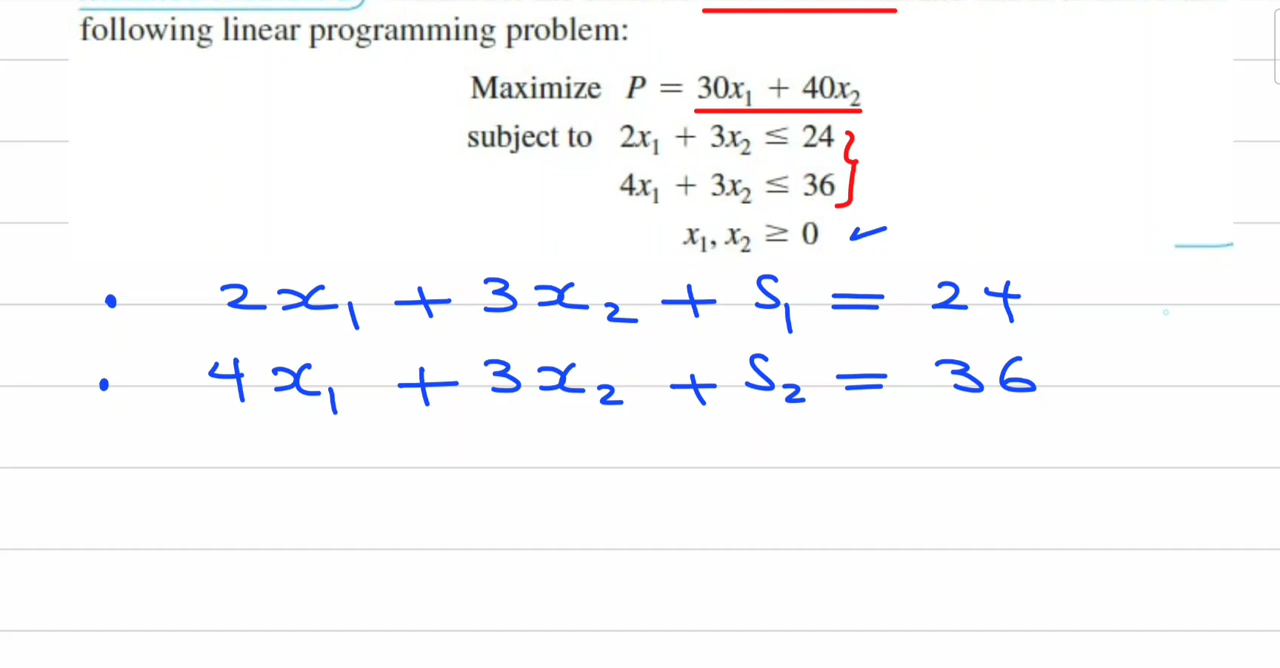 following linear programming problem:
Maximize P = 30x₁ + 40x₂
subject to 2x₁ + 3x₂ ≤ 24
4x₁ + 3x₂ ≤ 36
x₁, x₂ ≥ 0
• 2x₁ + 3x₂ + S₁ = 24
• 4x₁ + 3x₂ + S₂ = 36